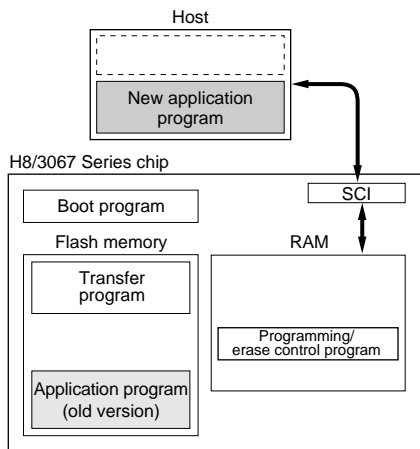 Host
New application
program
H8/3067 Series chip
SCI
Boot program
Flash memory
RAM
Transfer
program
Programming/
erase control program
Application program
(old version)